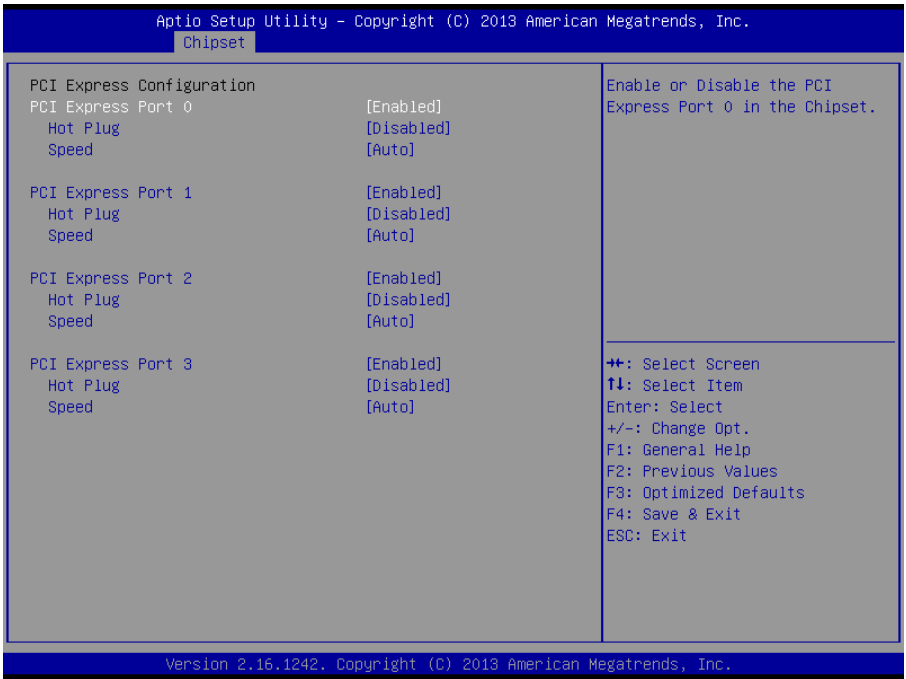 Aptio Setup Utility – Copyright (C) 2013 American Megatrends, Inc.
Chipset
PCI Express Configuration
PCI Express Port 0 [Enabled]
Hot Plug [Disabled]
Speed [Auto]
PCI Express Port 1 [Enabled]
Hot Plug [Disabled]
Speed [Auto]
PCI Express Port 2 [Enabled]
Hot Plug [Disabled]
Speed [Auto]
PCI Express Port 3 [Enabled]
Hot Plug [Disabled]
Speed [Auto]
Enable or Disable the PCI
Express Port 0 in the Chipset.
→←: Select Screen
↑↓: Select Item
Enter: Select
+/-: Change Opt.
F1: General Help
F2: Previous Values
F3: Optimized Defaults
F4: Save & Exit
ESC: Exit
Version 2.16.1242. Copyright (C) 2013 American Megatrends, Inc.